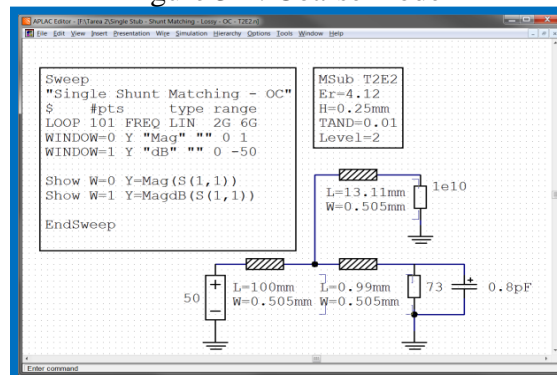 APLAC Editor - [F:\Tarea 2\Single Stub - Shunt Matching - Lossy - OC - T2E2.n]
File Edit View Insert Presentation Wire Simulation Hierarchy Options Tools Window Help
Sweep
"Single Shunt Matching - OC"
$ #pts type range
LOOP 101 FREQ LIN 2G 6G
WINDOW=0 Y "Mag" "" 0 1
WINDOW=1 Y "dB" "" 0 -50
Show W=0 Y=Mag(S(1,1))
Show W=1 Y=MagdB(S(1,1))
EndSweep
MSub T2E2
Er=4.12
H=0.25mm
TAND=0.01
Level=2
L=13.11mm
W=0.505mm
1e10
50
L=100mm
W=0.505mm
L=0.99mm
W=0.505mm
73
0.8pF
Enter command